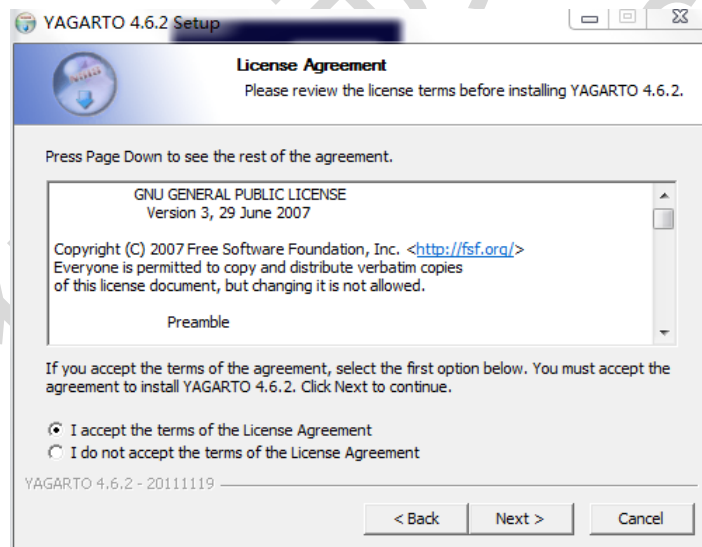 YAGARTO 4.6.2 Setup
License Agreement
Please review the license terms before installing YAGARTO 4.6.2.
Press Page Down to see the rest of the agreement.
GNU GENERAL PUBLIC LICENSE
Version 3, 29 June 2007
Copyright (C) 2007 Free Software Foundation, Inc. <http://fsf.org/>
Everyone is permitted to copy and distribute verbatim copies
of this license document, but changing it is not allowed.
Preamble
If you accept the terms of the agreement, select the first option below. You must accept the
agreement to install YAGARTO 4.6.2. Click Next to continue.
I accept the terms of the License Agreement
I do not accept the terms of the License Agreement
YAGARTO 4.6.2 - 20111119
< Back Next > Cancel